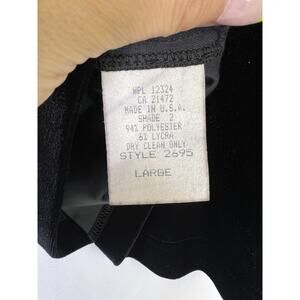 WPL 12324
CA 21472
MADE IN U.S.A.
SHADE 2
94% POLYESTER
6% LYCRA
DRY CLEAN ONLY
STYLE 2695
LARGE